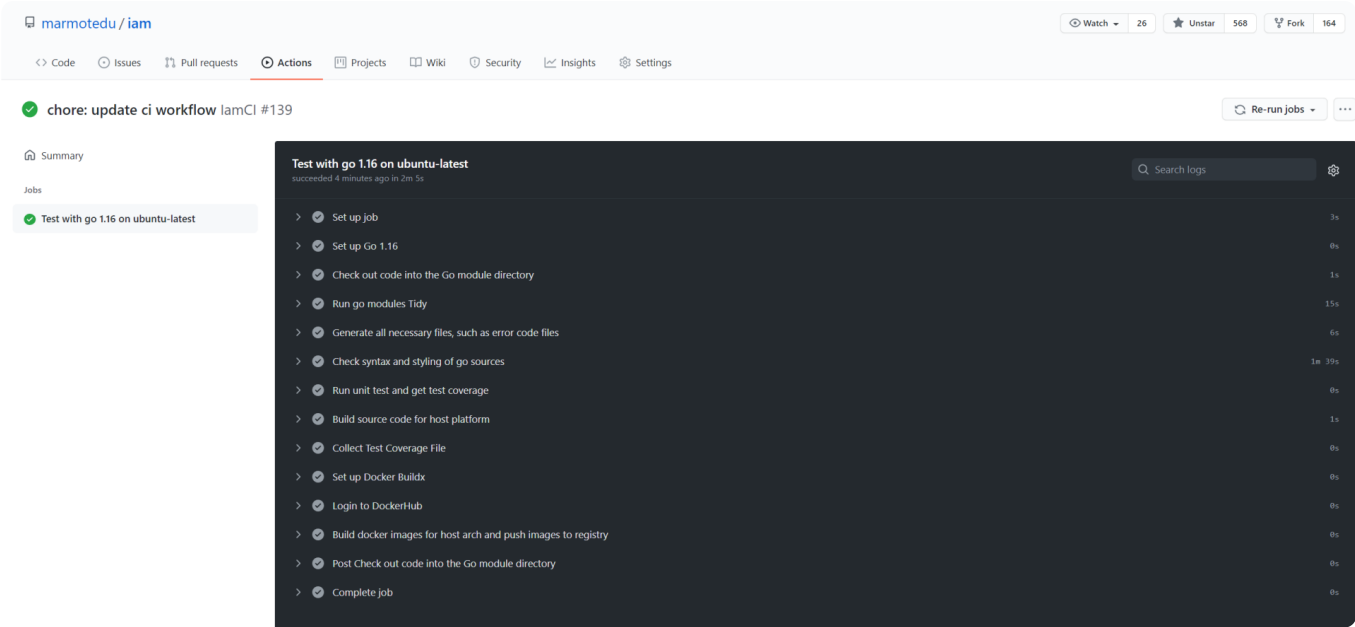 marmotedu / iam Watch 26 Unstar 568 Fork 164
Code Issues Pull requests Actions Projects Wiki Security Insights Settings
chore: update ci workflow IamCI #139 Re-run jobs ...
Summary
Jobs
Test with go 1.16 on ubuntu-latest
Test with go 1.16 on ubuntu-latest
succeeded 4 minutes ago in 2m 5s
Search logs
Set up job 3s
Set up Go 1.16 0s
Check out code into the Go module directory 1s
Run go modules Tidy 15s
Generate all necessary files, such as error code files 6s
Check syntax and styling of go sources 1m 39s
Run unit test and get test coverage 0s
Build source code for host platform 1s
Collect Test Coverage File 0s
Set up Docker Buildx 0s
Login to DockerHub 0s
Build docker images for host arch and push images to registry 0s
Post Check out code into the Go module directory 0s
Complete job 0s